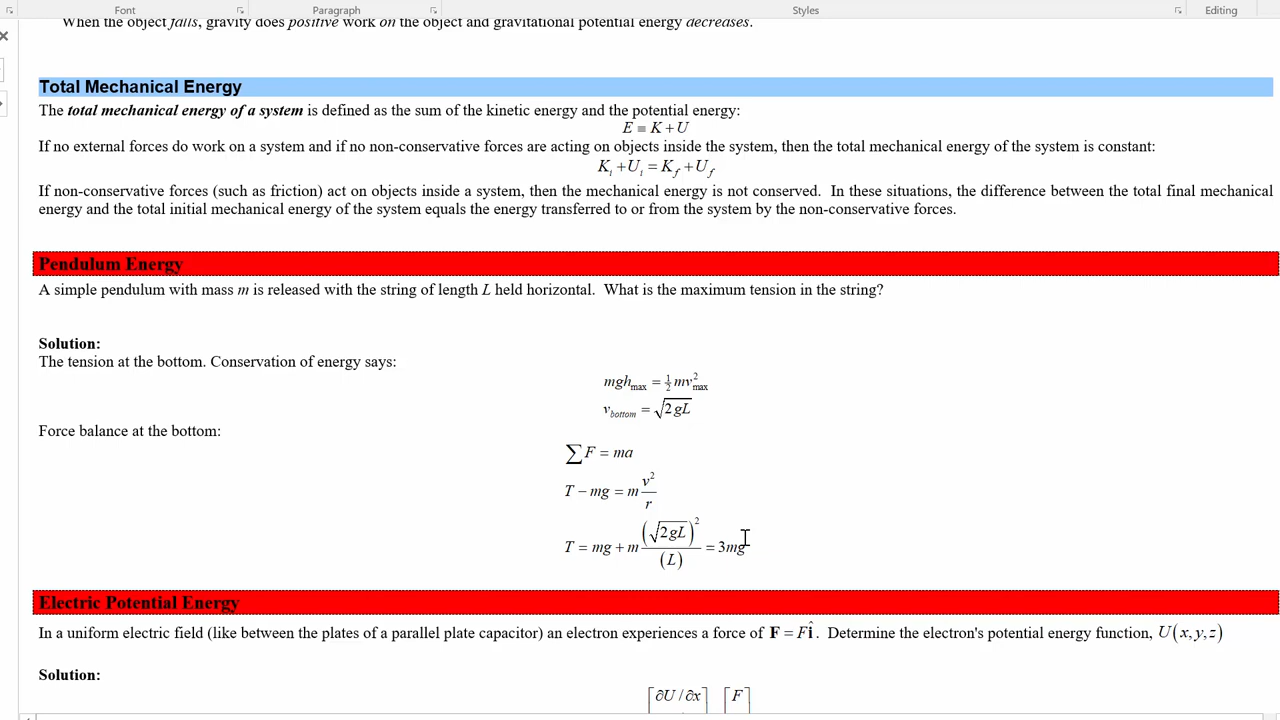 Font Paragraph Styles Editing
When the object falls, gravity does positive work on the object and gravitational potential energy decreases.
Total Mechanical Energy
The total mechanical energy of a system is defined as the sum of the kinetic energy and the potential energy:
E ≡ K + U
If no external forces do work on a system and if no non-conservative forces are acting on objects inside the system, then the total mechanical energy of the system is constant:
K_i + U_i = K_f + U_f
If non-conservative forces (such as friction) act on objects inside a system, then the mechanical energy is not conserved. In these situations, the difference between the total final mechanical
energy and the total initial mechanical energy of the system equals the energy transferred to or from the system by the non-conservative forces.
Pendulum Energy
A simple pendulum with mass m is released with the string of length L held horizontal. What is the maximum tension in the string?
Solution:
The tension at the bottom. Conservation of energy says:
mgh_max = ½ mv²_max
v_bottom = √(2gL)
Force balance at the bottom:
∑F = ma
T − mg = m v²/r
T = mg + m (√(2gL))²/(L) = 3mg
Electric Potential Energy
In a uniform electric field (like between the plates of a parallel plate capacitor) an electron experiences a force of F = Fî. Determine the electron's potential energy function, U(x,y,z)
Solution:
[∂U/∂x] [F]